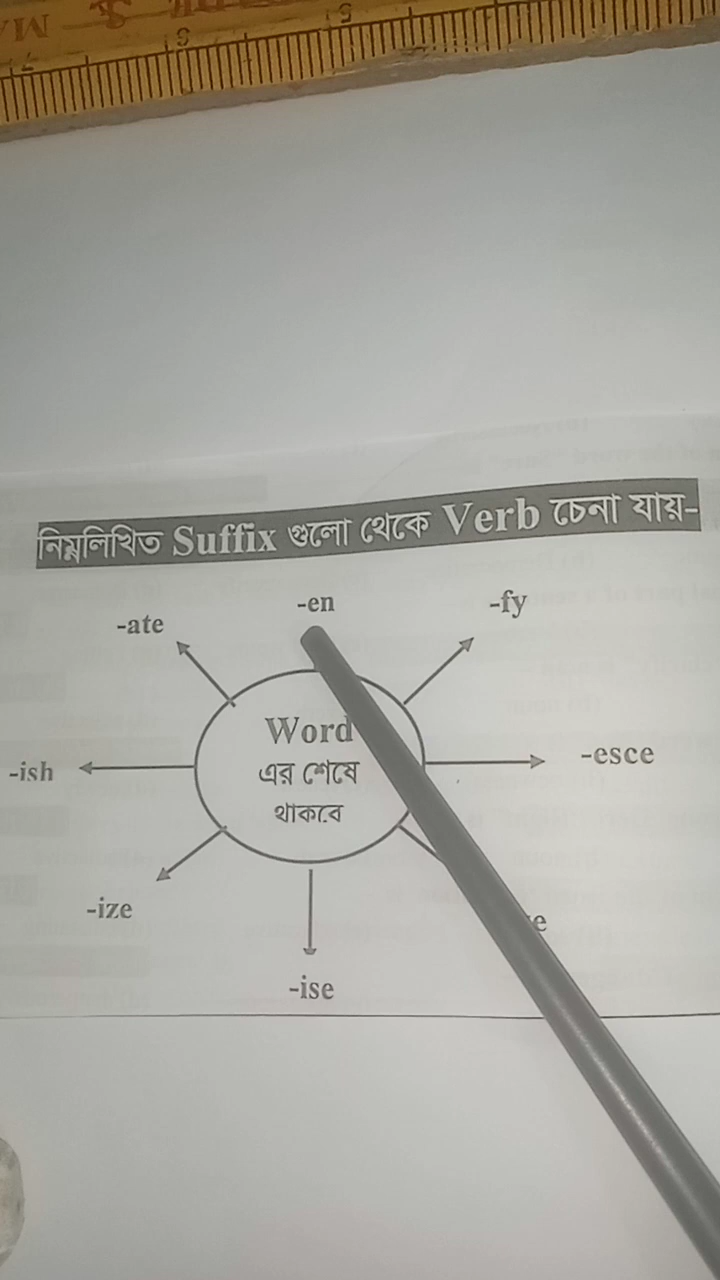 নিম্নলিখিত Suffix গুলো থেকে Verb চেনা যায়-
-en
-fy
-ate
Word
এর শেষে
থাকবে
-esce
-ish
-ize
-ise